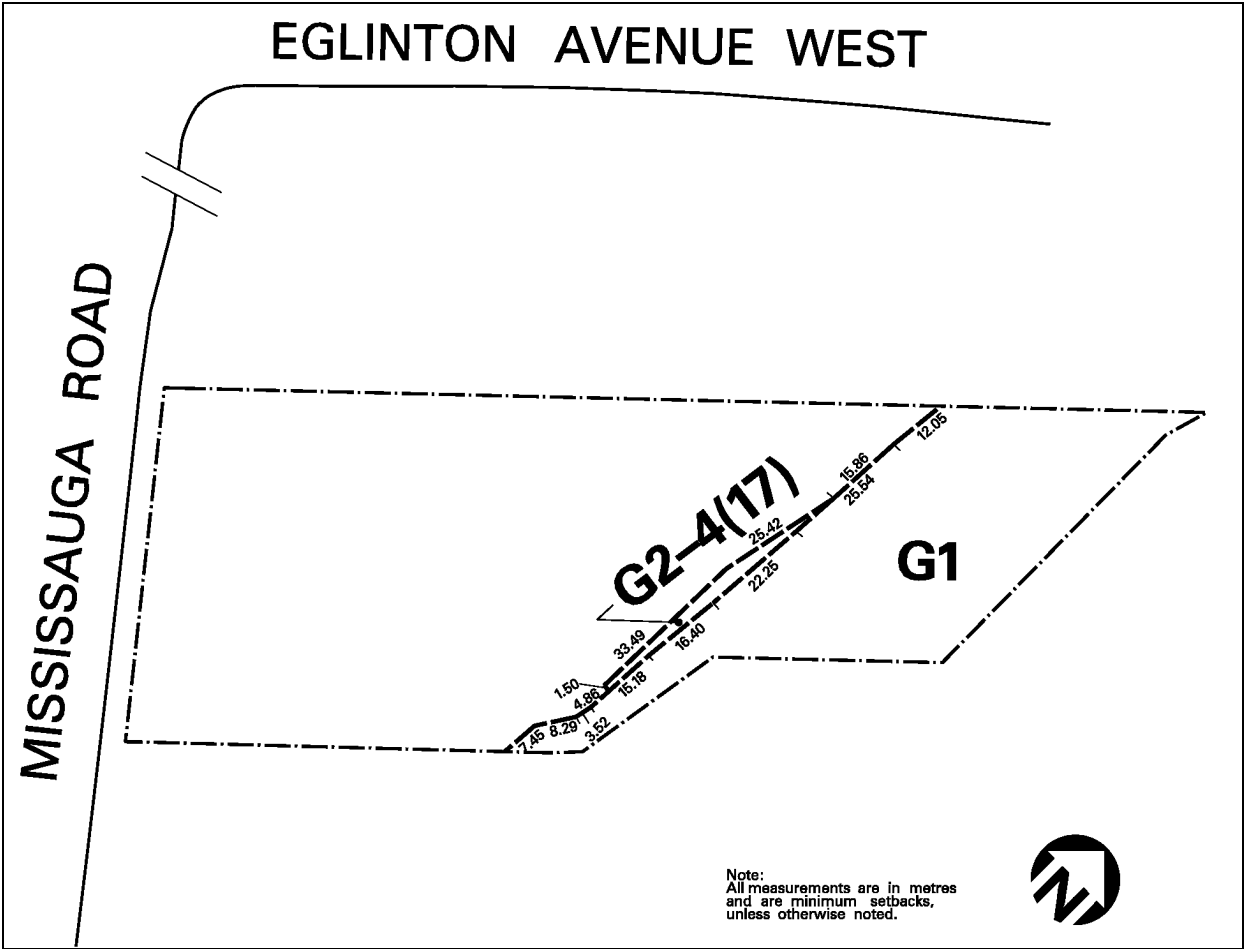 EGLINTON AVENUE WEST
MISSISSAUGA ROAD
12.05
15.86
25.54
G2-4(17)
25.42
G1
22.25
33.49
16.40
1.50
4.86
15.18
7.45
8.29
3.52
Note:
All measurements are in metres
and are minimum setbacks,
unless otherwise noted.
N